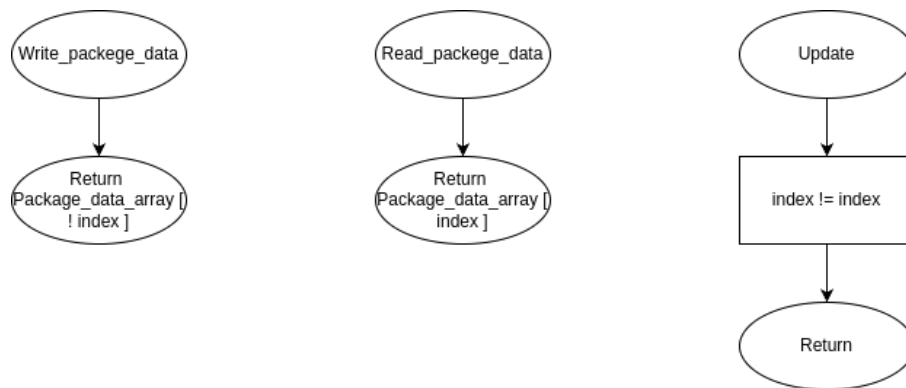 Write_packege_data
Read_packege_data
Update
Return
Package_data_array [
! index ]
Return
Package_data_array [
index ]
index != index
Return